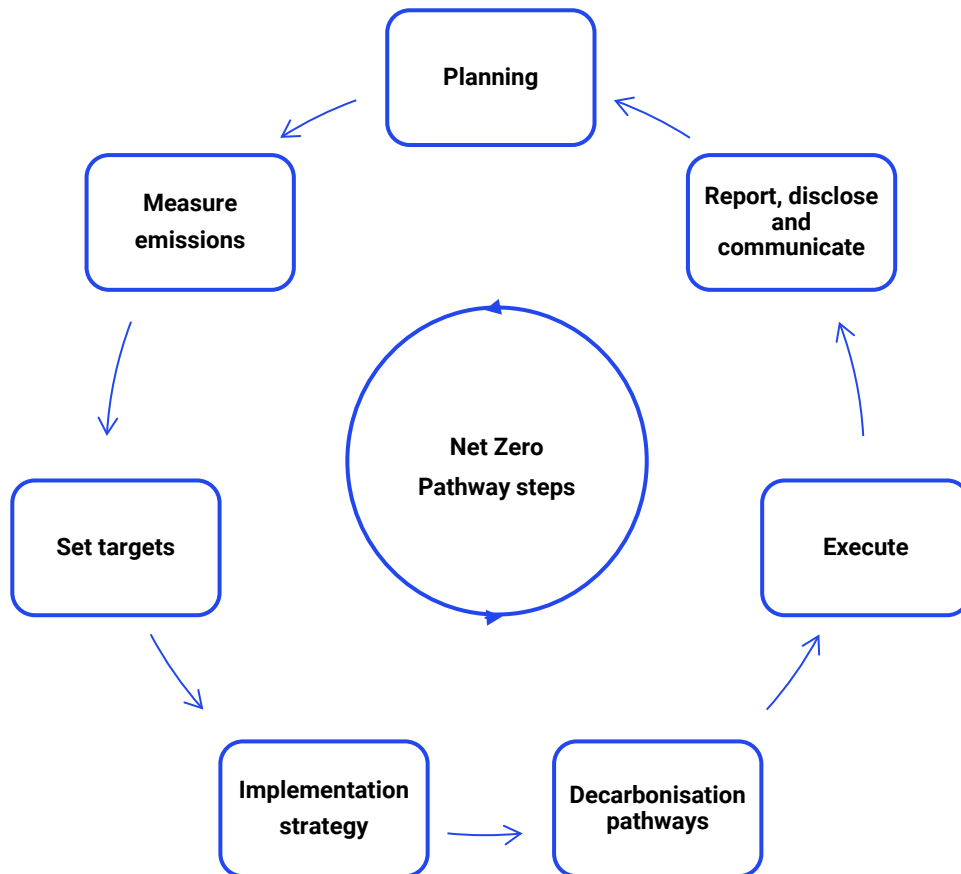 Planning
Measure
emissions
Set targets
Implementation
strategy
Decarbonisation
pathways
Execute
Report, disclose
and
communicate
Net Zero
Pathway steps